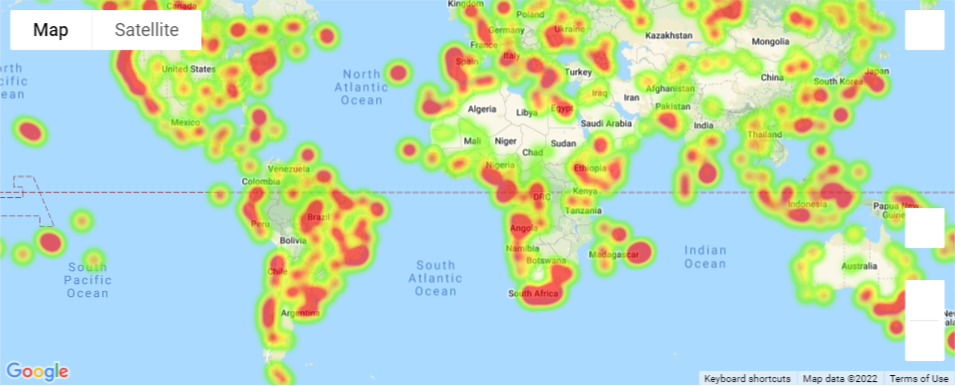 Canada
Map
Satellite
Kingdom
Poland
Germany
Ukraine
France
Kazakhstan
Mongolia
Italy
Spain
Turkey
United States
North
Atlantic
Ocean
China
South Korea
Japan
Afghanistan
Iraq
Iran
Pakistan
Algeria
Libya
Egypt
Saudi Arabia
India
Mexico
Mali
Niger
Chad
Sudan
Thailand
Nigeria
Ethiopia
Venezuela
Colombia
Kenya
DRC
Tanzania
Indonesia
Papua New
Guinea
Peru
Brazil
Bolivia
Angola
Namibia
Botswana
Madagascar
Indian
Ocean
Australia
South
Pacific
Ocean
Chile
South
Atlantic
Ocean
South Africa
Argentina
Google
Keyboard shortcuts
Map data ©2022
Terms of Use